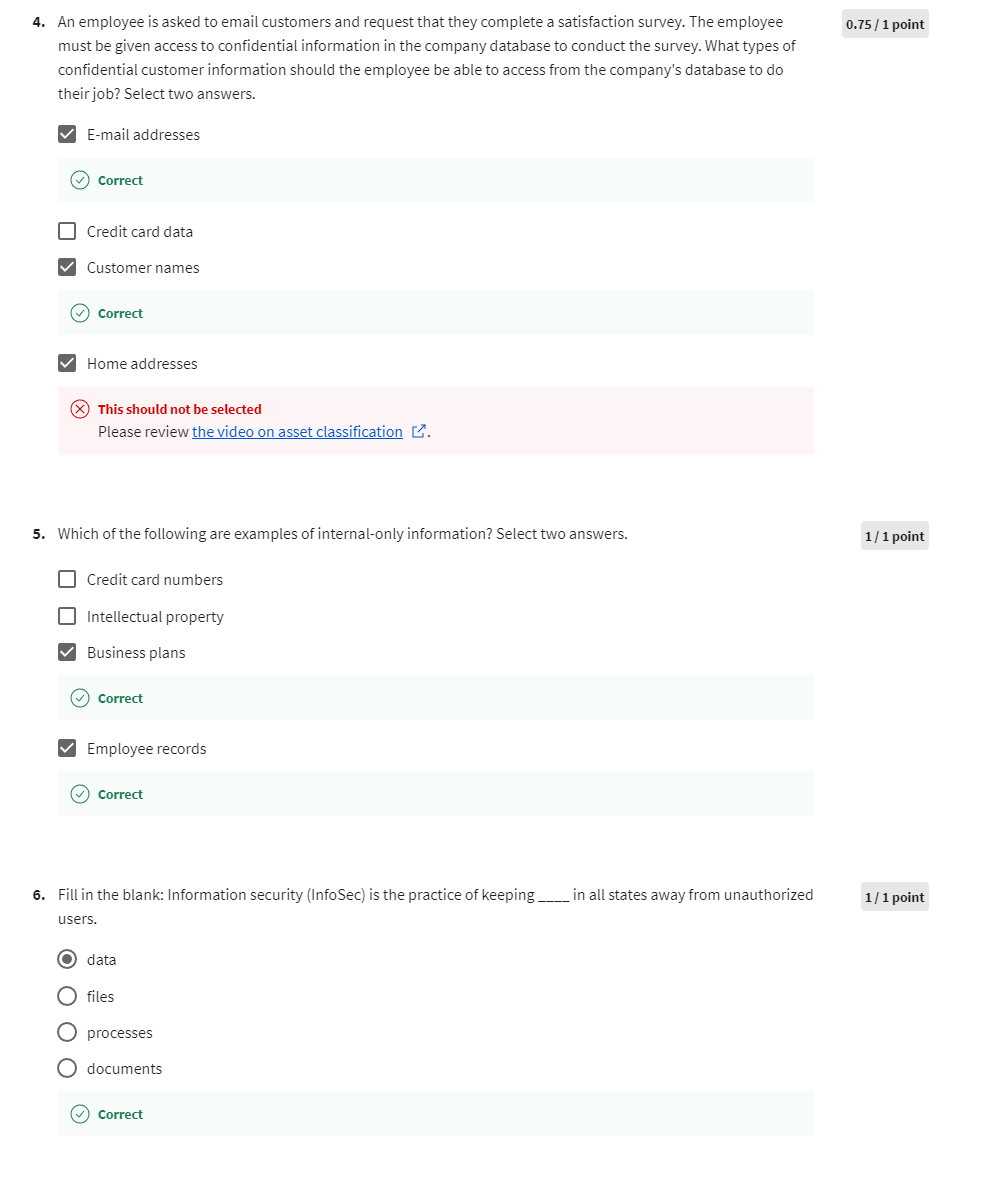 4. An employee is asked to email customers and request that they complete a satisfaction survey. The employee 0.75 / 1 point
must be given access to confidential information in the company database to conduct the survey. What types of
confidential customer information should the employee be able to access from the company's database to do
their job? Select two answers.
E-mail addresses
Correct
Credit card data
Customer names
Correct
Home addresses
This should not be selected
Please review the video on asset classification.
5. Which of the following are examples of internal-only information? Select two answers. 1 / 1 point
Credit card numbers
Intellectual property
Business plans
Correct
Employee records
Correct
6. Fill in the blank: Information security (InfoSec) is the practice of keeping ____ in all states away from unauthorized 1 / 1 point
users.
data
files
processes
documents
Correct